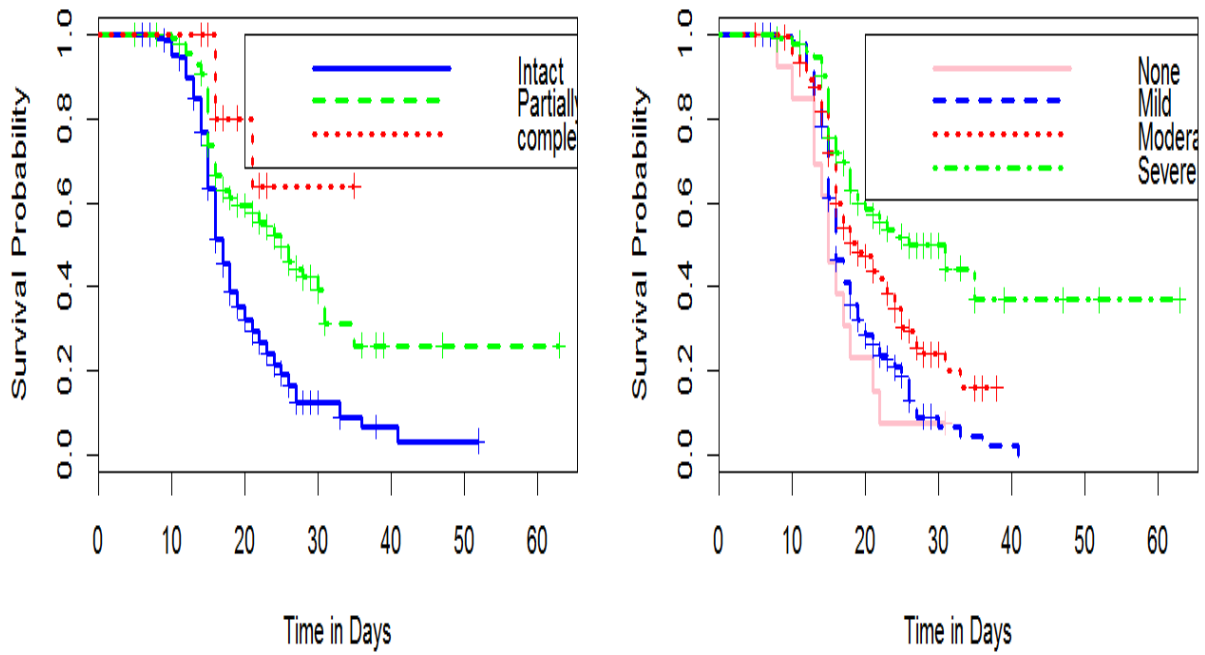 Survival Probability
1.0
0.8
0.6
0.4
0.2
0.0
Intact
Partially
comple
0 10 20 30 40 50 60
Time in Days
Survival Probability
1.0
0.8
0.6
0.4
0.2
0.0
None
Mild
Modera
Severe
0 10 20 30 40 50 60
Time in Days